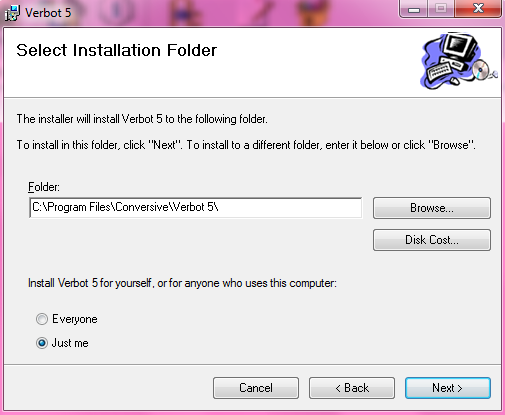 Verbot 5
Select Installation Folder
The installer will install Verbot 5 to the following folder.
To install in this folder, click "Next". To install to a different folder, enter it below or click "Browse".
Folder:
C:\Program Files\Conversive\Verbot 5\
Browse...
Disk Cost...
Install Verbot 5 for yourself, or for anyone who uses this computer:
Everyone
Just me
Cancel
< Back
Next >